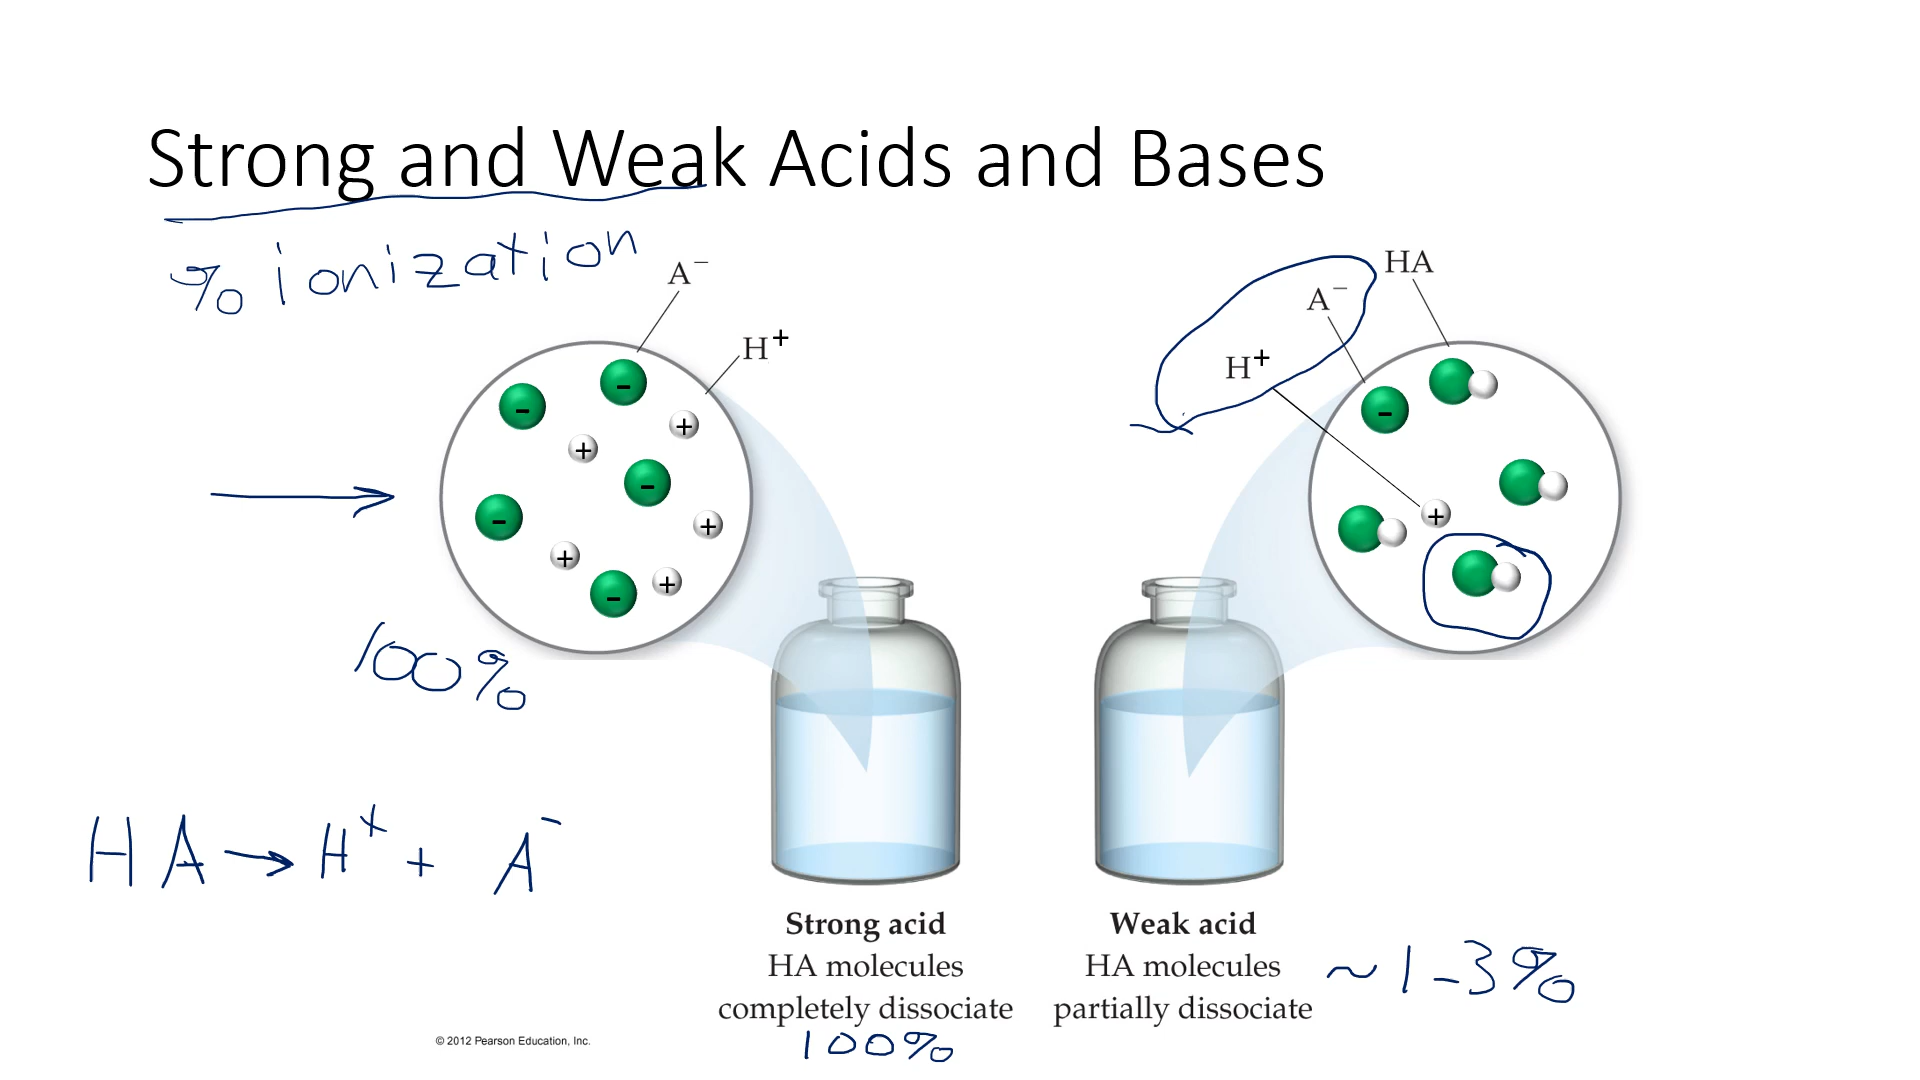 Strong and Weak Acids and Bases
% ionization
A⁻
H⁺
HA
A⁻
H⁺
-
-
+
+
-
-
+
+
-
+
-
+
100%
HA → H⁺ + A⁻
Strong acid
HA molecules
completely dissociate
100%
Weak acid
HA molecules
partially dissociate
~ 1-3%
© 2012 Pearson Education, Inc.